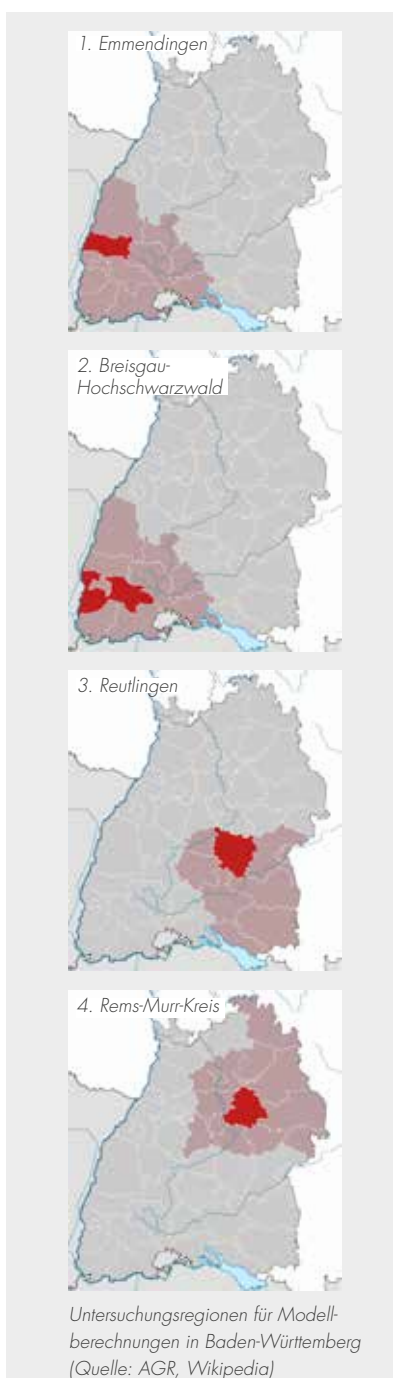 1. Emmendingen
2. Breisgau-
Hochschwarzwald
3. Reutlingen
4. Rems-Murr-Kreis
Untersuchungsregionen für Modell-
berechnungen in Baden-Württemberg
(Quelle: AGR, Wikipedia)